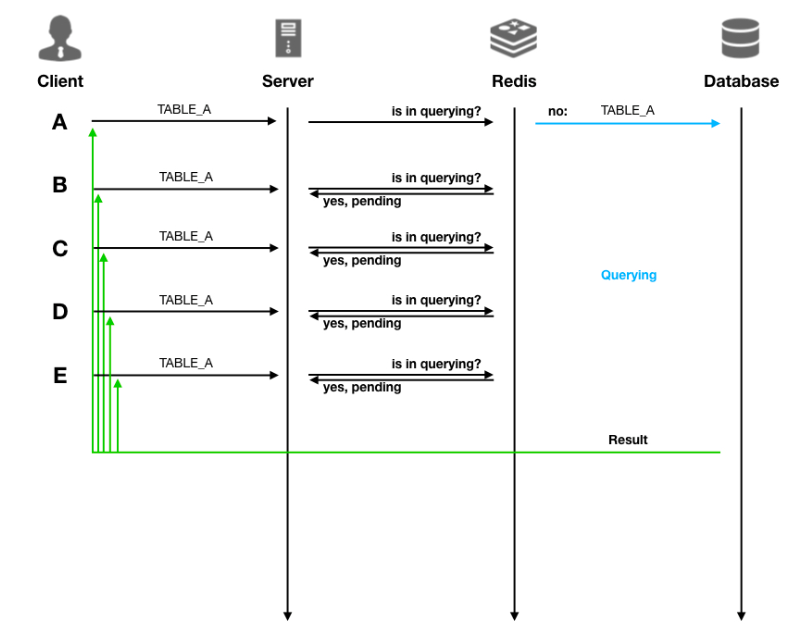 Client Server Redis Database
A TABLE_A is in querying? no: TABLE_A
B TABLE_A is in querying?
yes, pending
C TABLE_A is in querying?
yes, pending
Querying
D TABLE_A is in querying?
yes, pending
E TABLE_A is in querying?
yes, pending
Result